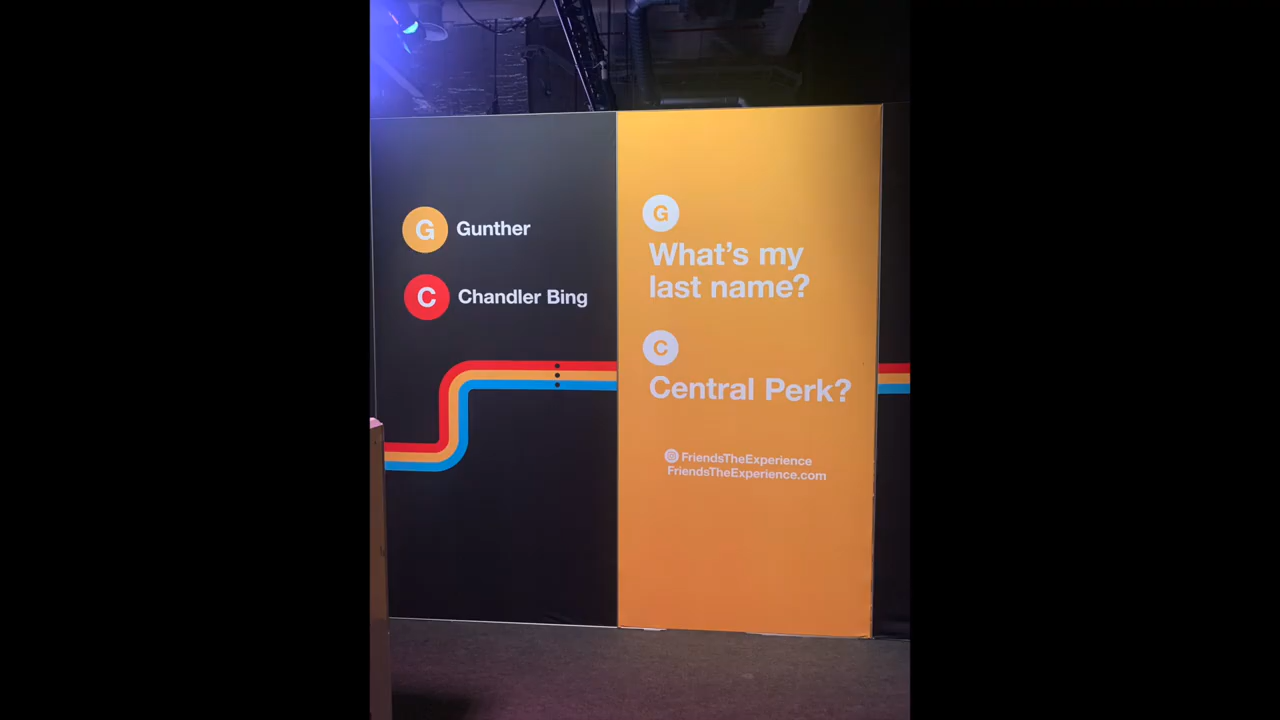 G Gunther
C Chandler Bing
G
What's my
last name?
C
Central Perk?
FriendsTheExperience
FriendsTheExperience.com